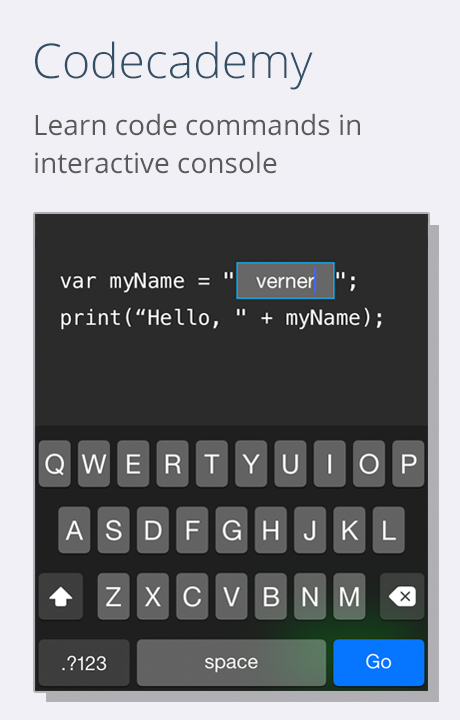 Codecademy
Learn code commands in
interactive console
var myName = "verner";
print(“Hello, " + myName);
Q W E R T Y U I O P
A S D F G H J K L
Z X C V B N M
.?123 space Go